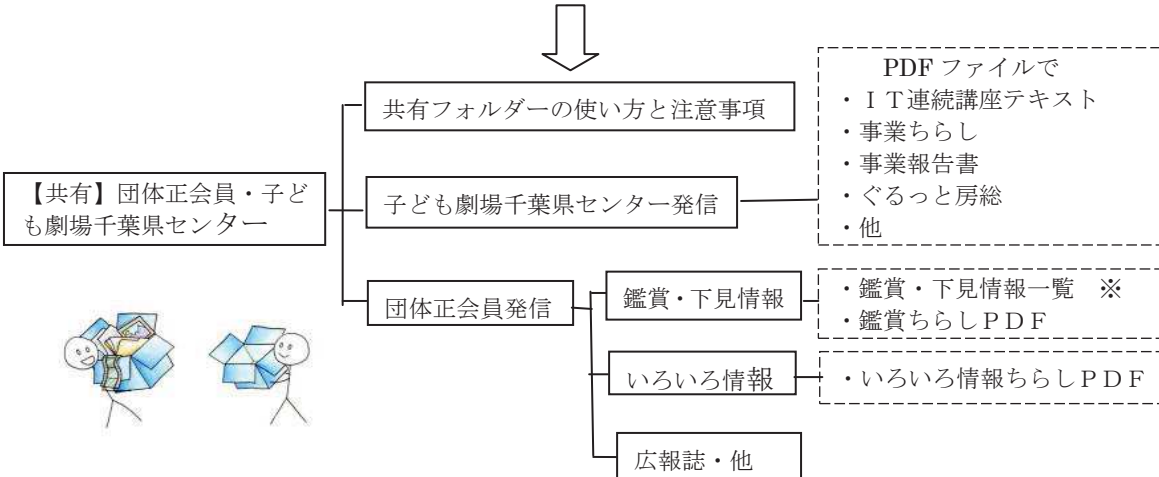 共有フォルダーの使い方と注意事項
PDF ファイルで
・ＩＴ連続講座テキスト
・事業ちらし
・事業報告書
・ぐるっと房総
・他
【共有】団体正会員・子ど
も劇場千葉県センター
子ども劇場千葉県センター発信
団体正会員発信
鑑賞・下見情報
・鑑賞・下見情報一覧　※
・鑑賞ちらしＰＤＦ
いろいろ情報
・いろいろ情報ちらしＰＤＦ
広報誌・他